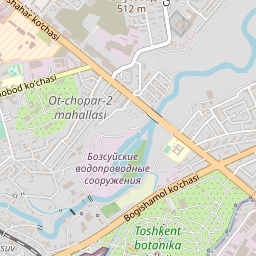 512 m
shahar ko'chasi
obod ko'chasi
Ot-chopar-2
mahallasi
Бозсуйские
водопроводные
сооружения
Bogishamol ko'chasi
Toshkent
botanika
suv